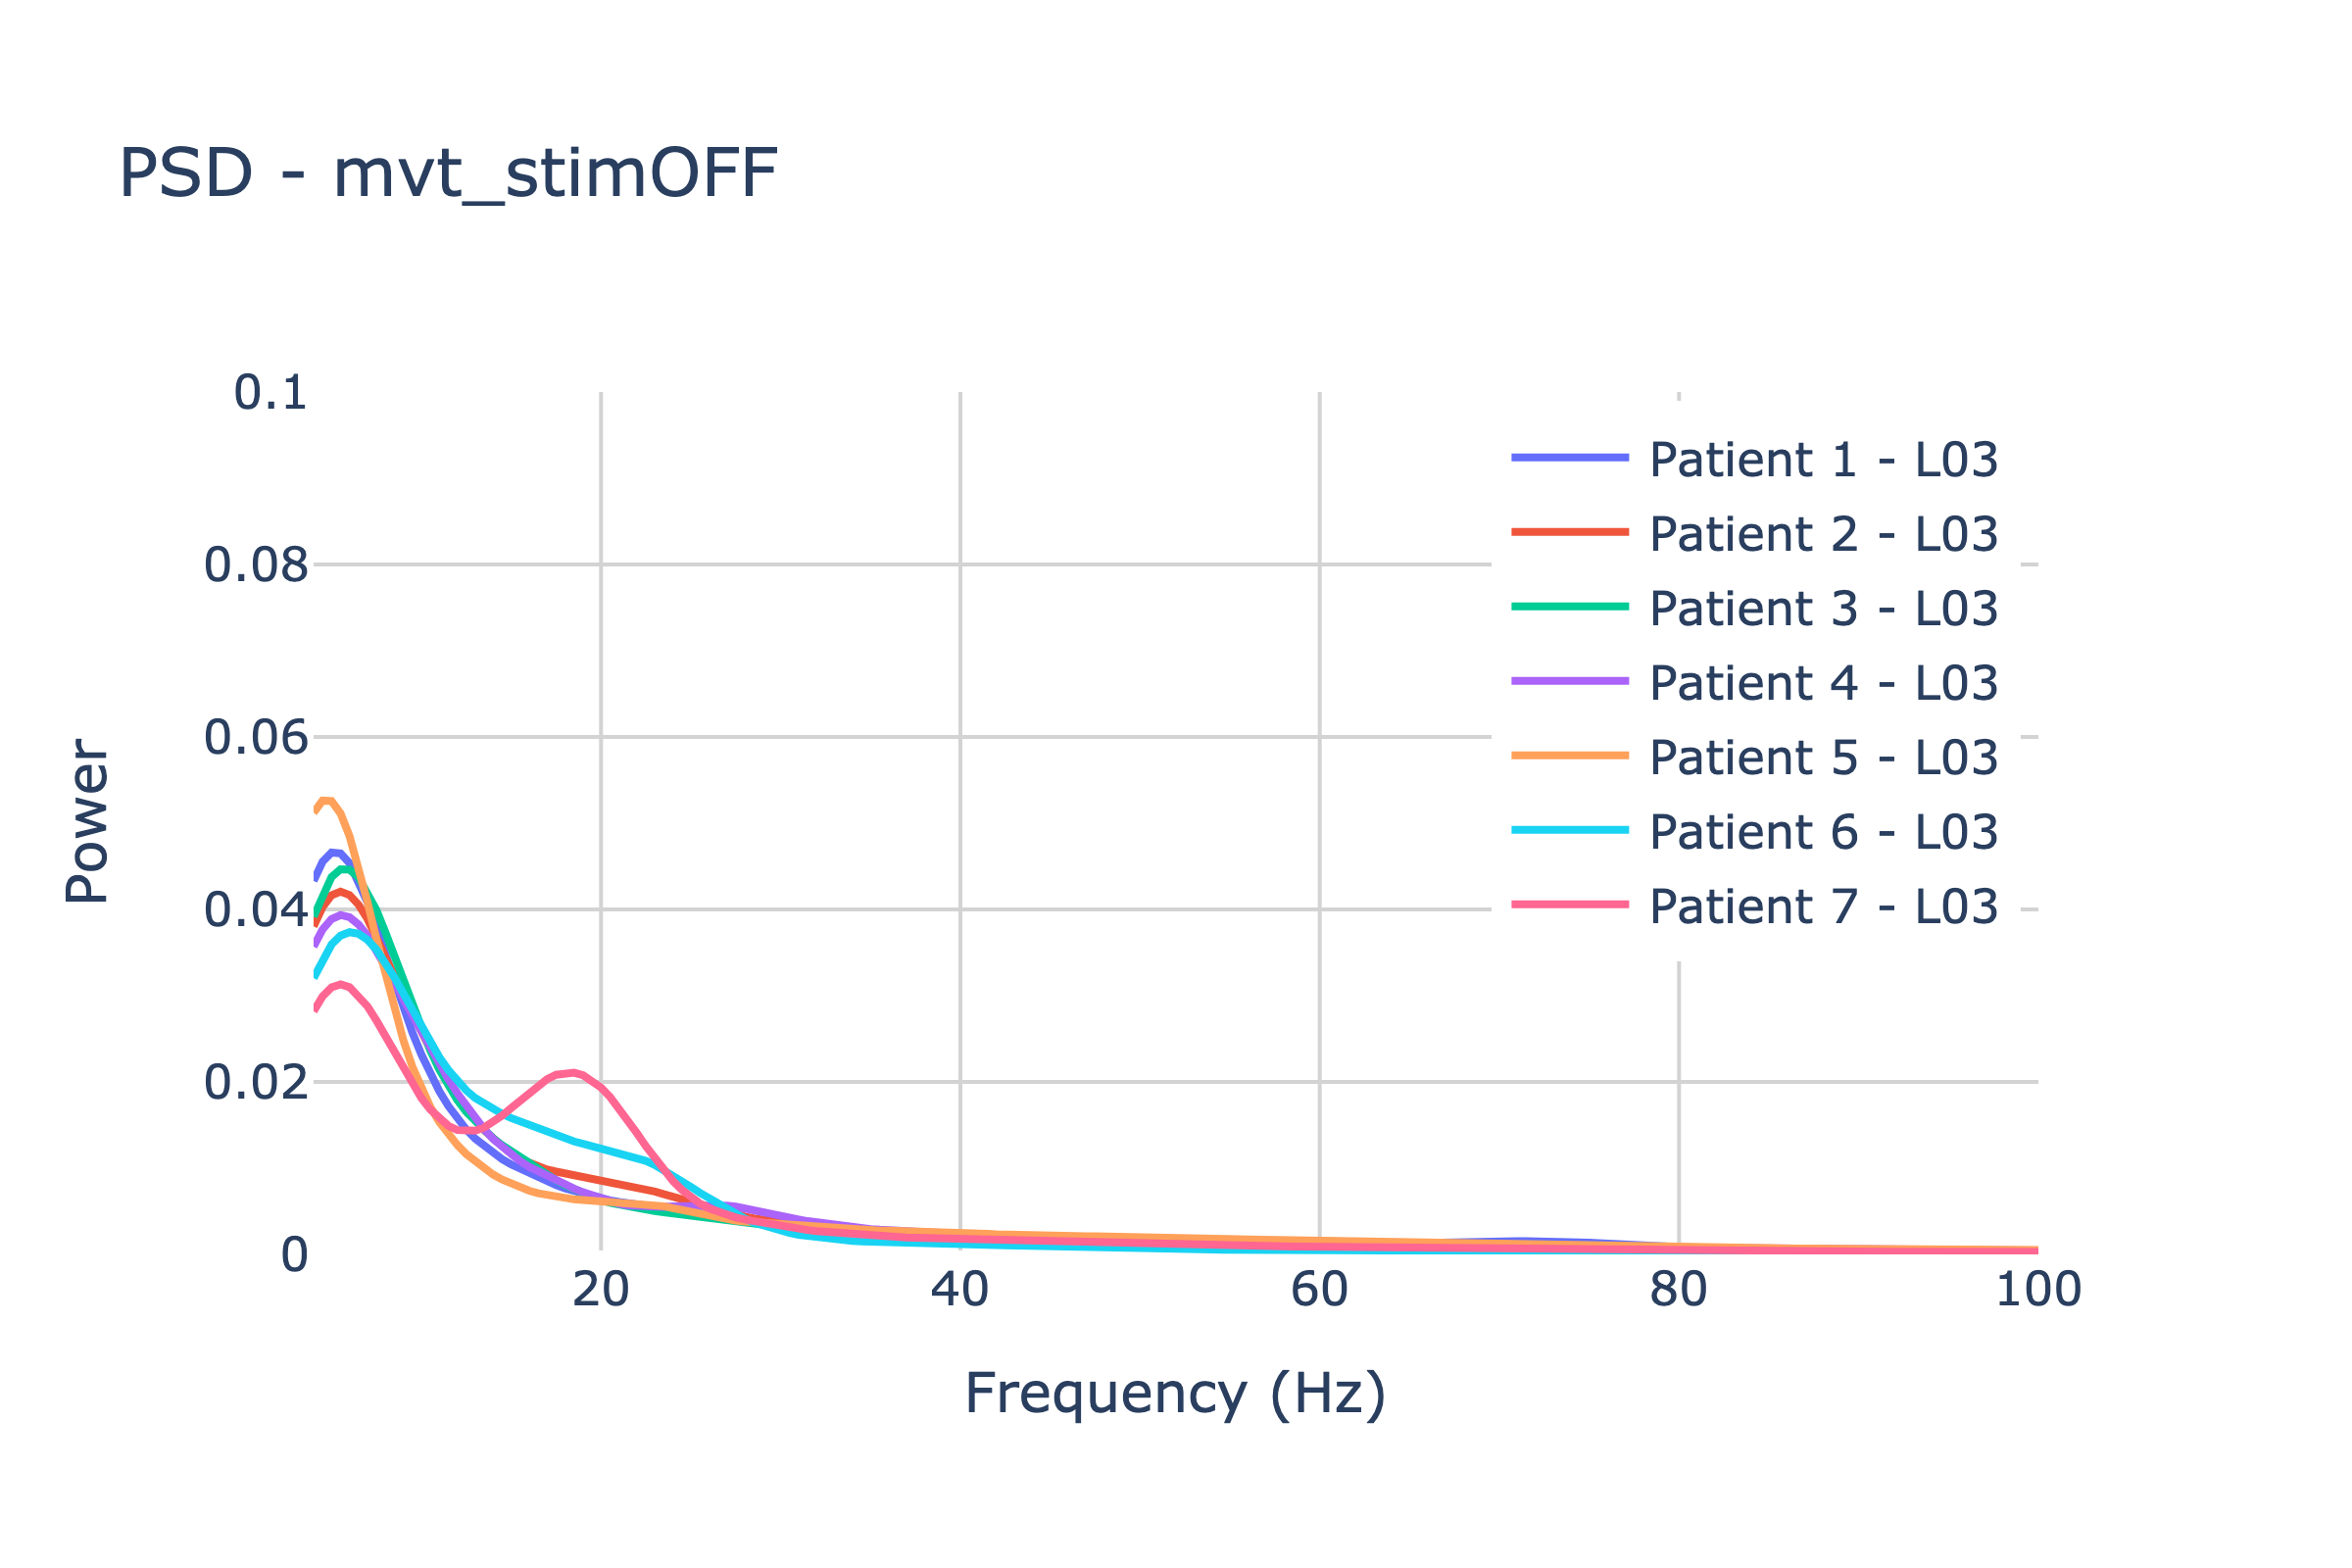 PSD - mvt_stimOFF
0.1
0.08
0.06
0.04
0.02
0
Power
20 40 60 80 100
Frequency (Hz)
Patient 1 - L03
Patient 2 - L03
Patient 3 - L03
Patient 4 - L03
Patient 5 - L03
Patient 6 - L03
Patient 7 - L03